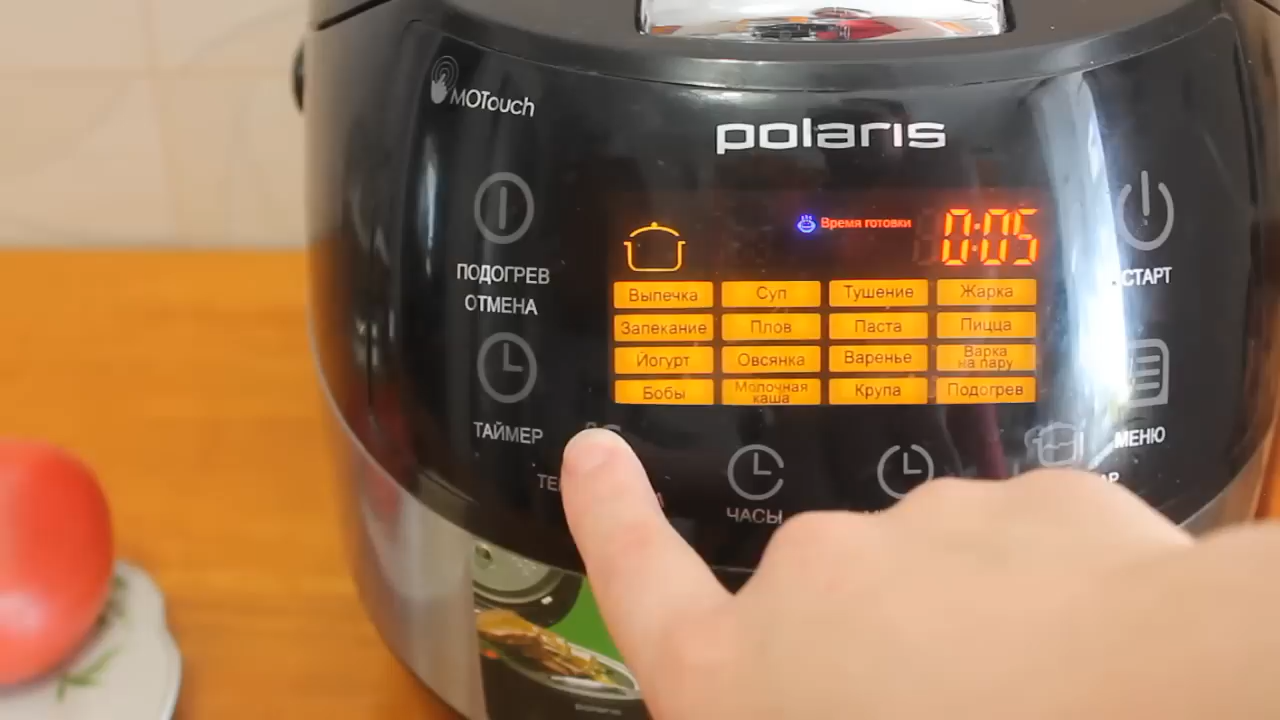 MOTouch
polaris
Время готовки
0:05
ПОДОГРЕВ
ОТМЕНА
СТАРТ
Выпечка
Суп
Тушение
Жарка
Запекание
Плов
Паста
Пицца
Йогурт
Овсянка
Варенье
Варка
на пару
Бобы
Молочная
каша
Крупа
Подогрев
ТАЙМЕР
МЕНЮ
ЧАСЫ
polaris